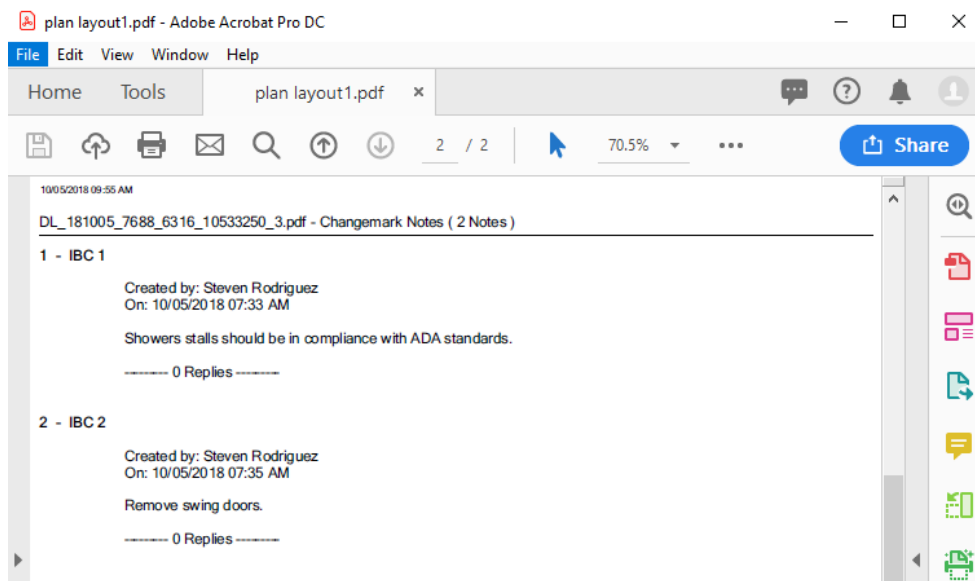 plan layout1.pdf - Adobe Acrobat Pro DC
File Edit View Window Help
Home Tools plan layout1.pdf ×
2 / 2 70.5% Share
10/05/2018 09:55 AM
DL_181005_7688_6316_10533250_3.pdf - Changemark Notes ( 2 Notes )
1 - IBC 1
Created by: Steven Rodriguez
On: 10/05/2018 07:33 AM
Showers stalls should be in compliance with ADA standards.
--------- 0 Replies ---------
2 - IBC 2
Created by: Steven Rodriguez
On: 10/05/2018 07:35 AM
Remove swing doors.
--------- 0 Replies ---------